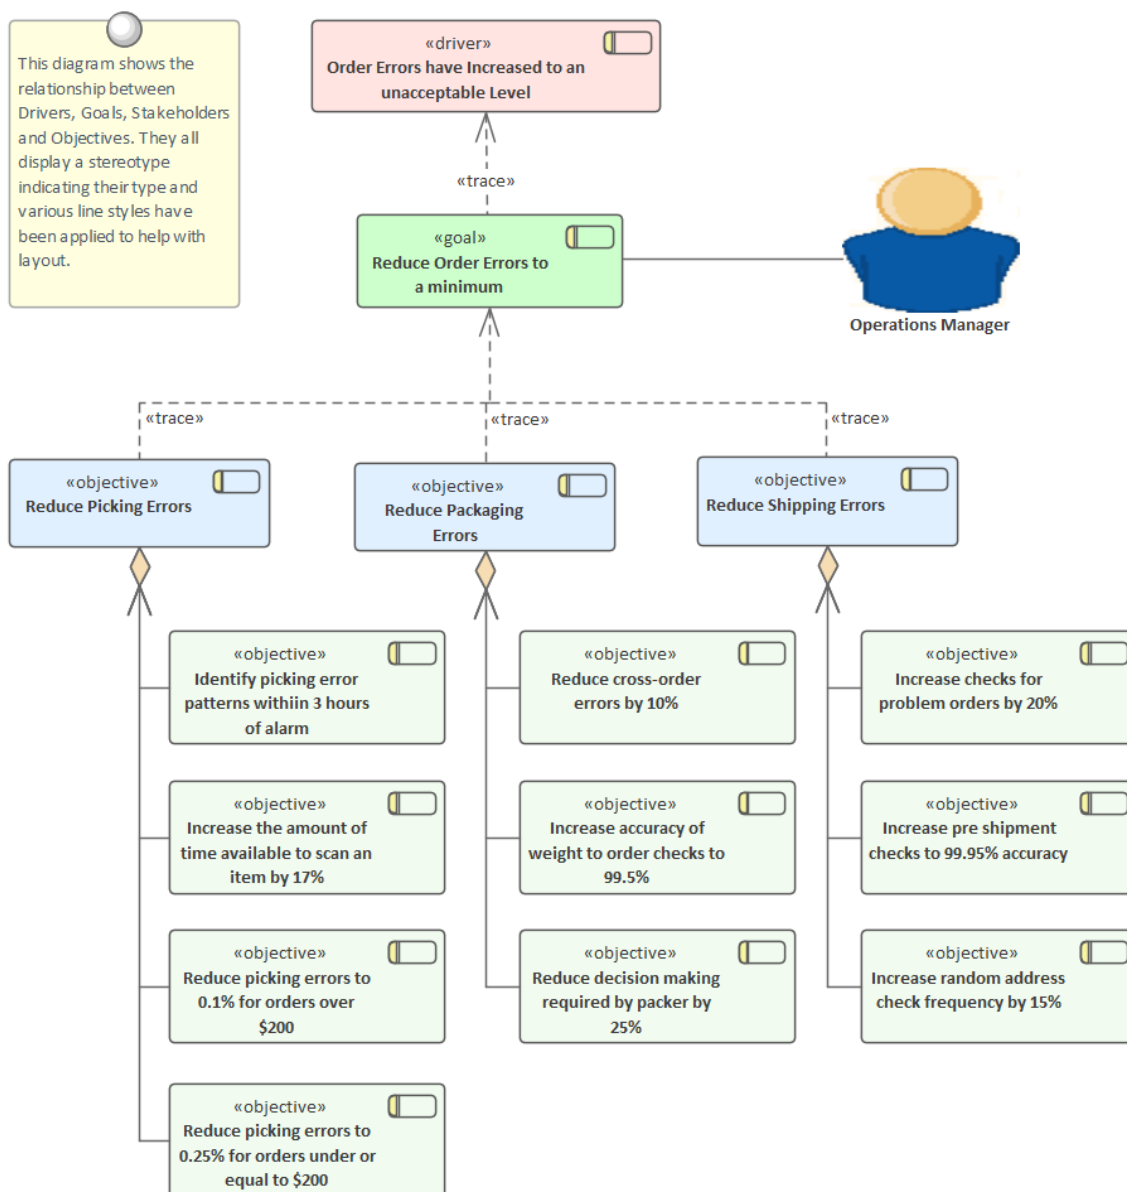 This diagram shows the
relationship between
Drivers, Goals, Stakeholders
and Objectives. They all
display a stereotype
indicating their type and
various line styles have
been applied to help with
layout.
«driver»
Order Errors have Increased to an
unacceptable Level
«trace»
«goal»
Reduce Order Errors to
a minimum
Operations Manager
«trace»
«trace»
«trace»
«objective»
Reduce Picking Errors
«objective»
Reduce Packaging
Errors
«objective»
Reduce Shipping Errors
«objective»
Identify picking error
patterns withiin 3 hours
of alarm
«objective»
Reduce cross-order
errors by 10%
«objective»
Increase checks for
problem orders by 20%
«objective»
Increase the amount of
time available to scan an
item by 17%
«objective»
Increase accuracy of
weight to order checks to
99.5%
«objective»
Increase pre shipment
checks to 99.95% accuracy
«objective»
Reduce picking errors to
0.1% for orders over
$200
«objective»
Reduce decision making
required by packer by
25%
«objective»
Increase random address
check frequency by 15%
«objective»
Reduce picking errors to
0.25% for orders under or
equal to $200